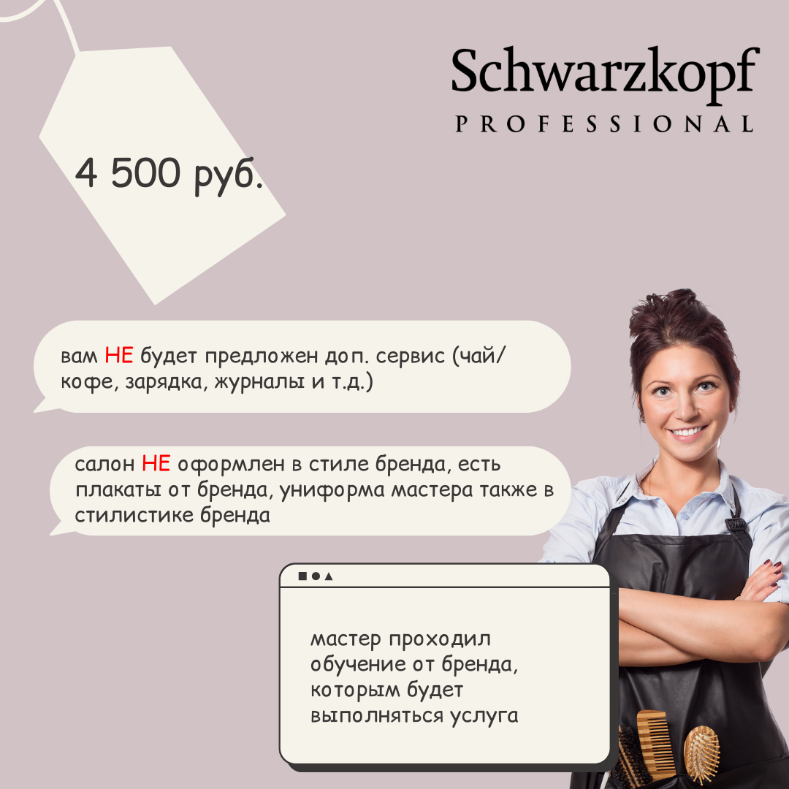 Schwarzkopf
PROFESSIONAL
4 500 руб.
вам НЕ будет предложен доп. сервис (чай/
кофе, зарядка, журналы и т.д.)
салон НЕ оформлен в стиле бренда, есть
плакаты от бренда, униформа мастера также в
стилистике бренда
мастер проходил
обучение от бренда,
которым будет
выполняться услуга